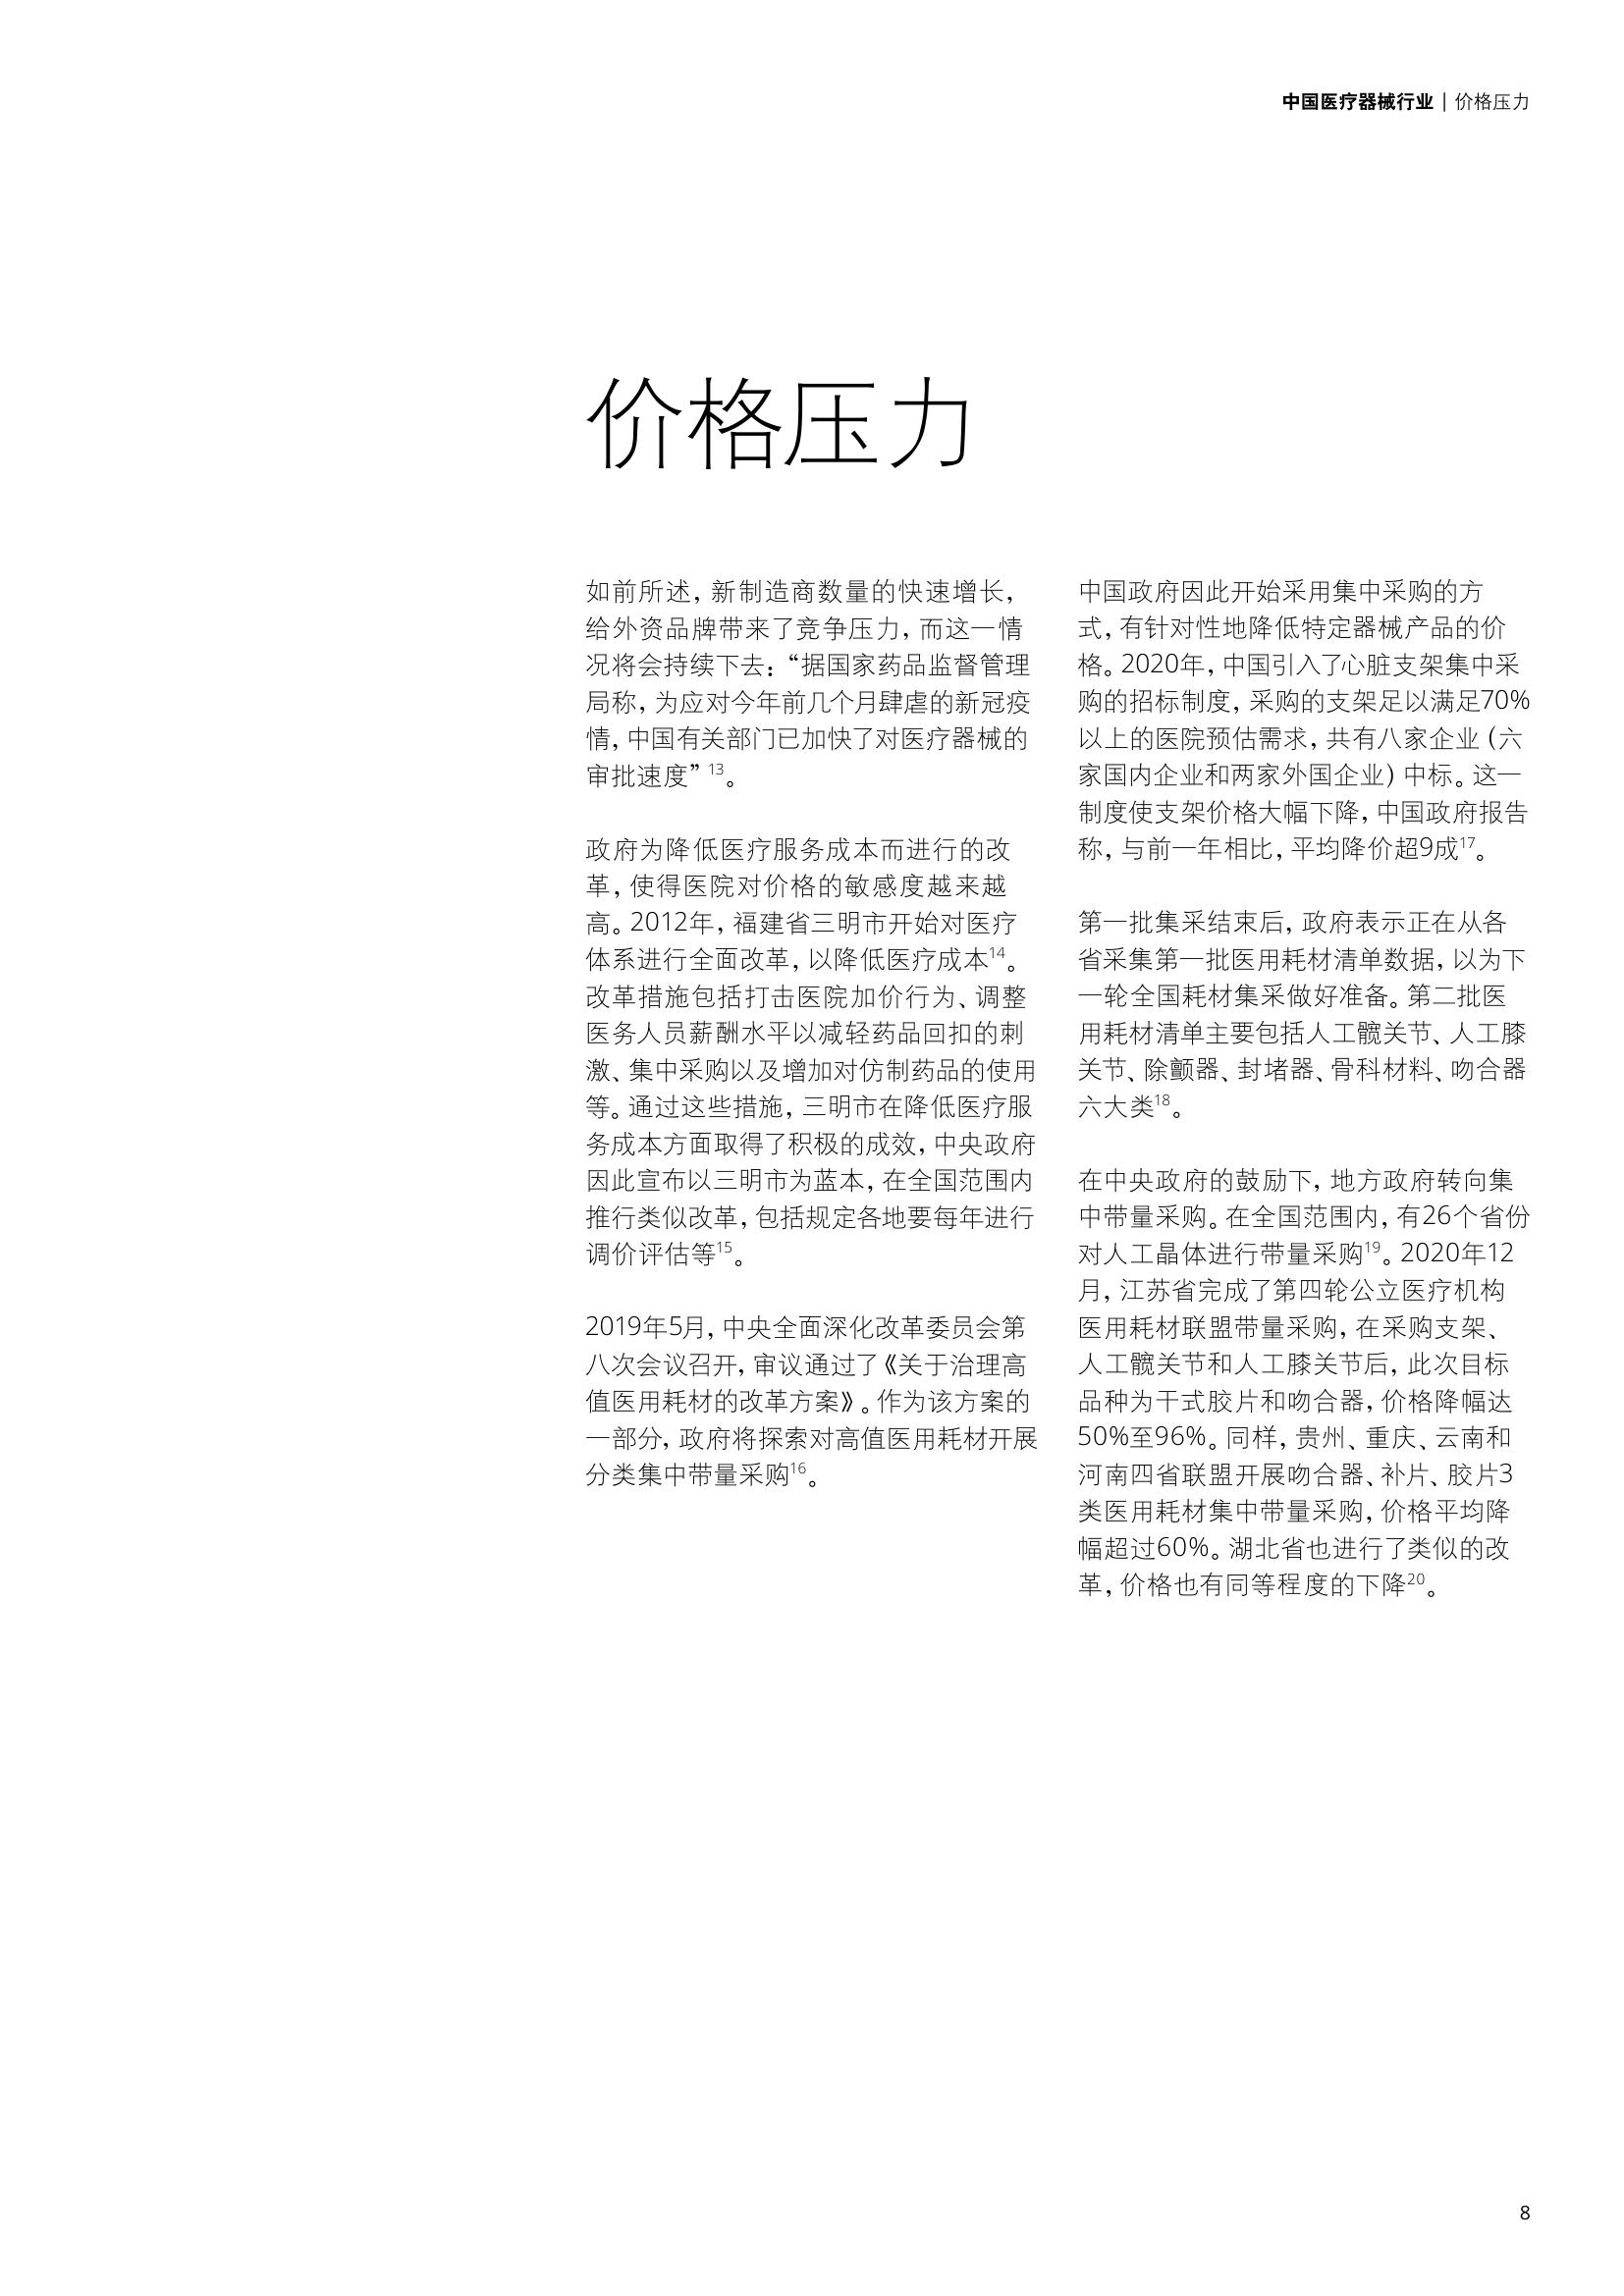 中国医疗器械行业 | 价格压力
价格压力
如前所述，新制造商数量的快速增长，
给外资品牌带来了竞争压力，而这一情
况将会持续下去：“据国家药品监督管理
局称，为应对今年前几个月肆虐的新冠疫
情，中国有关部门已加快了对医疗器械的
审批速度” 13。
政府为降低医疗服务成本而进行的改
革，使得医院对价格的敏感度越来越
高。2012年，福建省三明市开始对医疗
体系进行全面改革，以降低医疗成本14。
改革措施包括打击医院加价行为、调整
医务人员薪酬水平以减轻药品回扣的刺
激、集中采购以及增加对仿制药品的使用
等。通过这些措施，三明市在降低医疗服
务成本方面取得了积极的成效，中央政府
因此宣布以三明市为蓝本，在全国范围内
推行类似改革，包括规定各地要每年进行
调价评估等15。
2019年5月，中央全面深化改革委员会第
八次会议召开，审议通过了《关于治理高
值医用耗材的改革方案》。作为该方案的
一部分，政府将探索对高值医用耗材开展
分类集中带量采购16。
中国政府因此开始采用集中采购的方
式，有针对性地降低特定器械产品的价
格。2020年，中国引入了心脏支架集中采
购的招标制度，采购的支架足以满足70%
以上的医院预估需求，共有八家企业（六
家国内企业和两家外国企业）中标。这一
制度使支架价格大幅下降，中国政府报告
称，与前一年相比，平均降价超9成17。
第一批集采结束后，政府表示正在从各
省采集第一批医用耗材清单数据，以为下
一轮全国耗材集采做好准备。第二批医
用耗材清单主要包括人工髋关节、人工膝
关节、除颤器、封堵器、骨科材料、吻合器
六大类18。
在中央政府的鼓励下，地方政府转向集
中带量采购。在全国范围内，有26个省份
对人工晶体进行带量采购19。2020年12
月，江苏省完成了第四轮公立医疗机构
医用耗材联盟带量采购，在采购支架、
人工髋关节和人工膝关节后，此次目标
品种为干式胶片和吻合器，价格降幅达
50%至96%。同样，贵州、重庆、云南和
河南四省联盟开展吻合器、补片、胶片3
类医用耗材集中带量采购，价格平均降
幅超过60%。湖北省也进行了类似的改
革，价格也有同等程度的下降20。
8